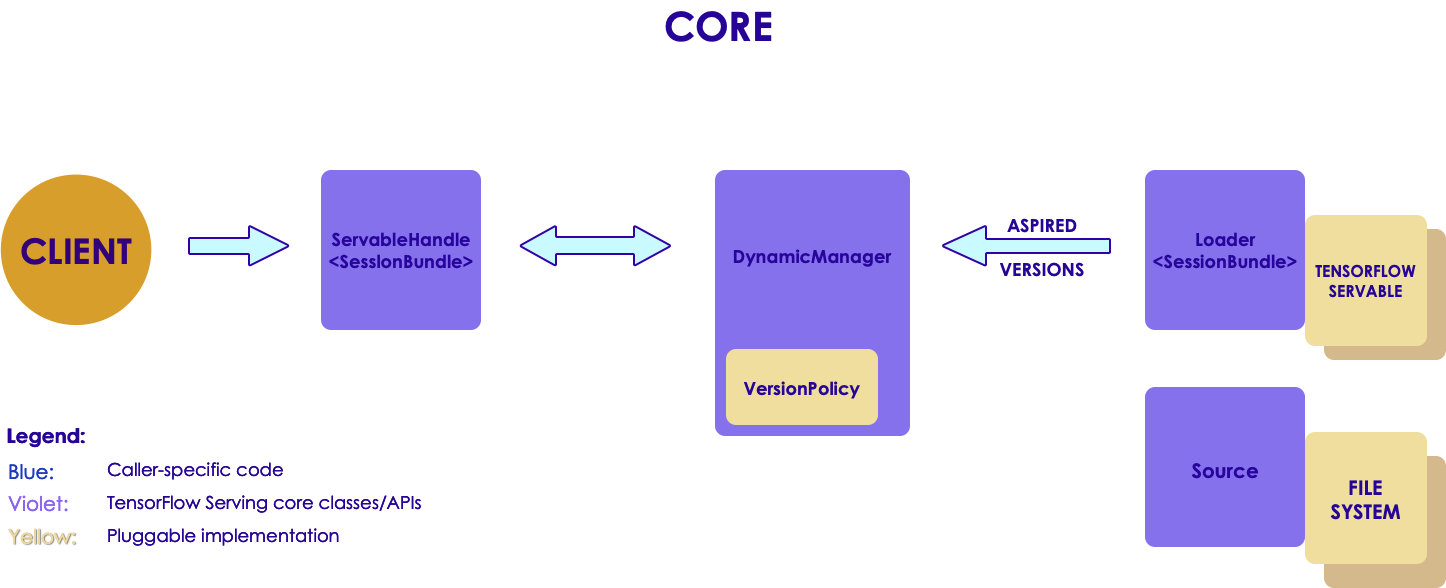 CORE
CLIENT
ServableHandle
<SessionBundle>
DynamicManager
VersionPolicy
ASPIRED
VERSIONS
Loader
<SessionBundle>
TENSORFLOW
SERVABLE
Source
FILE
SYSTEM
Legend:
Blue: Caller-specific code
Violet: TensorFlow Serving core classes/APIs
Yellow: Pluggable implementation